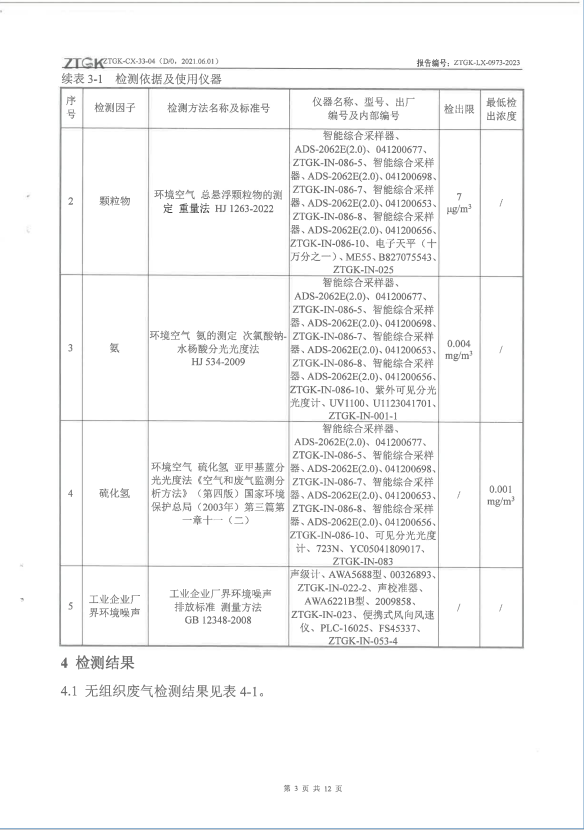 ZTGK ZTGK-CX-33-04（D/0，2021.06.01）
报告编号：ZTGK-LX-0973-2023
续表 3-1 检测依据及使用仪器
序号 检测因子 检测方法名称及标准号 仪器名称、型号、出厂编号及内部编号 检出限 最低检出浓度
2
颗粒物
环境空气 总悬浮颗粒物的测
定 重量法 HJ 1263-2022
智能综合采样器、
ADS-2062E(2.0)、041200677、
ZTGK-IN-086-5、智能综合采样
器、ADS-2062E(2.0)、041200698、
ZTGK-IN-086-7、智能综合采样
器、ADS-2062E(2.0)、041200653、
ZTGK-IN-086-8、智能综合采样
器、ADS-2062E(2.0)、041200656、
ZTGK-IN-086-10、电子天平（十
万分之一）、ME55、B827075543、
ZTGK-IN-025
7
μg/m³
/
3
氨
环境空气 氨的测定 次氯酸钠-
水杨酸分光光度法
HJ 534-2009
智能综合采样器、
ADS-2062E(2.0)、041200677、
ZTGK-IN-086-5、智能综合采样
器、ADS-2062E(2.0)、041200698、
ZTGK-IN-086-7、智能综合采样
器、ADS-2062E(2.0)、041200653、
ZTGK-IN-086-8、智能综合采样
器、ADS-2062E(2.0)、041200656、
ZTGK-IN-086-10、紫外可见分光
光度计、UV1100、U1123041701、
ZTGK-IN-001-1
0.004
mg/m³
/
4
硫化氢
环境空气 硫化氢 亚甲基蓝分
光光度法《空气和废气监测分
析方法》（第四版）国家环境
保护总局（2003年）第三篇第
一章十一（二）
智能综合采样器、
ADS-2062E(2.0)、041200677、
ZTGK-IN-086-5、智能综合采样
器、ADS-2062E(2.0)、041200698、
ZTGK-IN-086-7、智能综合采样
器、ADS-2062E(2.0)、041200653、
ZTGK-IN-086-8、智能综合采样
器、ADS-2062E(2.0)、041200656、
ZTGK-IN-086-10、可见分光光度
计、723N、YC05041809017、
ZTGK-IN-083
/
0.001
mg/m³
5
工业企业厂
界环境噪声
工业企业厂界环境噪声
排放标准 测量方法
GB 12348-2008
声级计、AWA5688型、00326893、
ZTGK-IN-022-2、声校准器、
AWA6221B型、2009858、
ZTGK-IN-023、便携式风向风速
仪、PLC-16025、FS45337、
ZTGK-IN-053-4
/
/
4 检测结果
4.1 无组织废气检测结果见表 4-1。
第 3 页 共 12 页